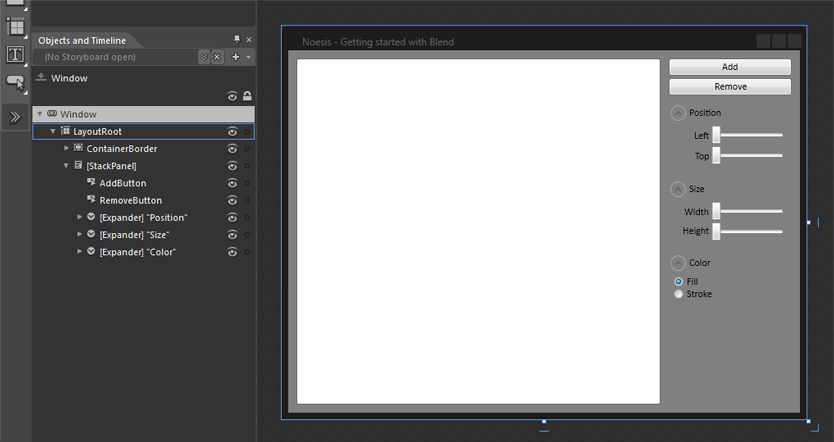 Objects and Timeline
(No Storyboard open)
Window
Window
LayoutRoot
ContainerBorder
[StackPanel]
AddButton
RemoveButton
[Expander] "Position"
[Expander] "Size"
[Expander] "Color"
Noesis - Getting started with Blend
Add
Remove
Position
Left
Top
Size
Width
Height
Color
Fill
Stroke